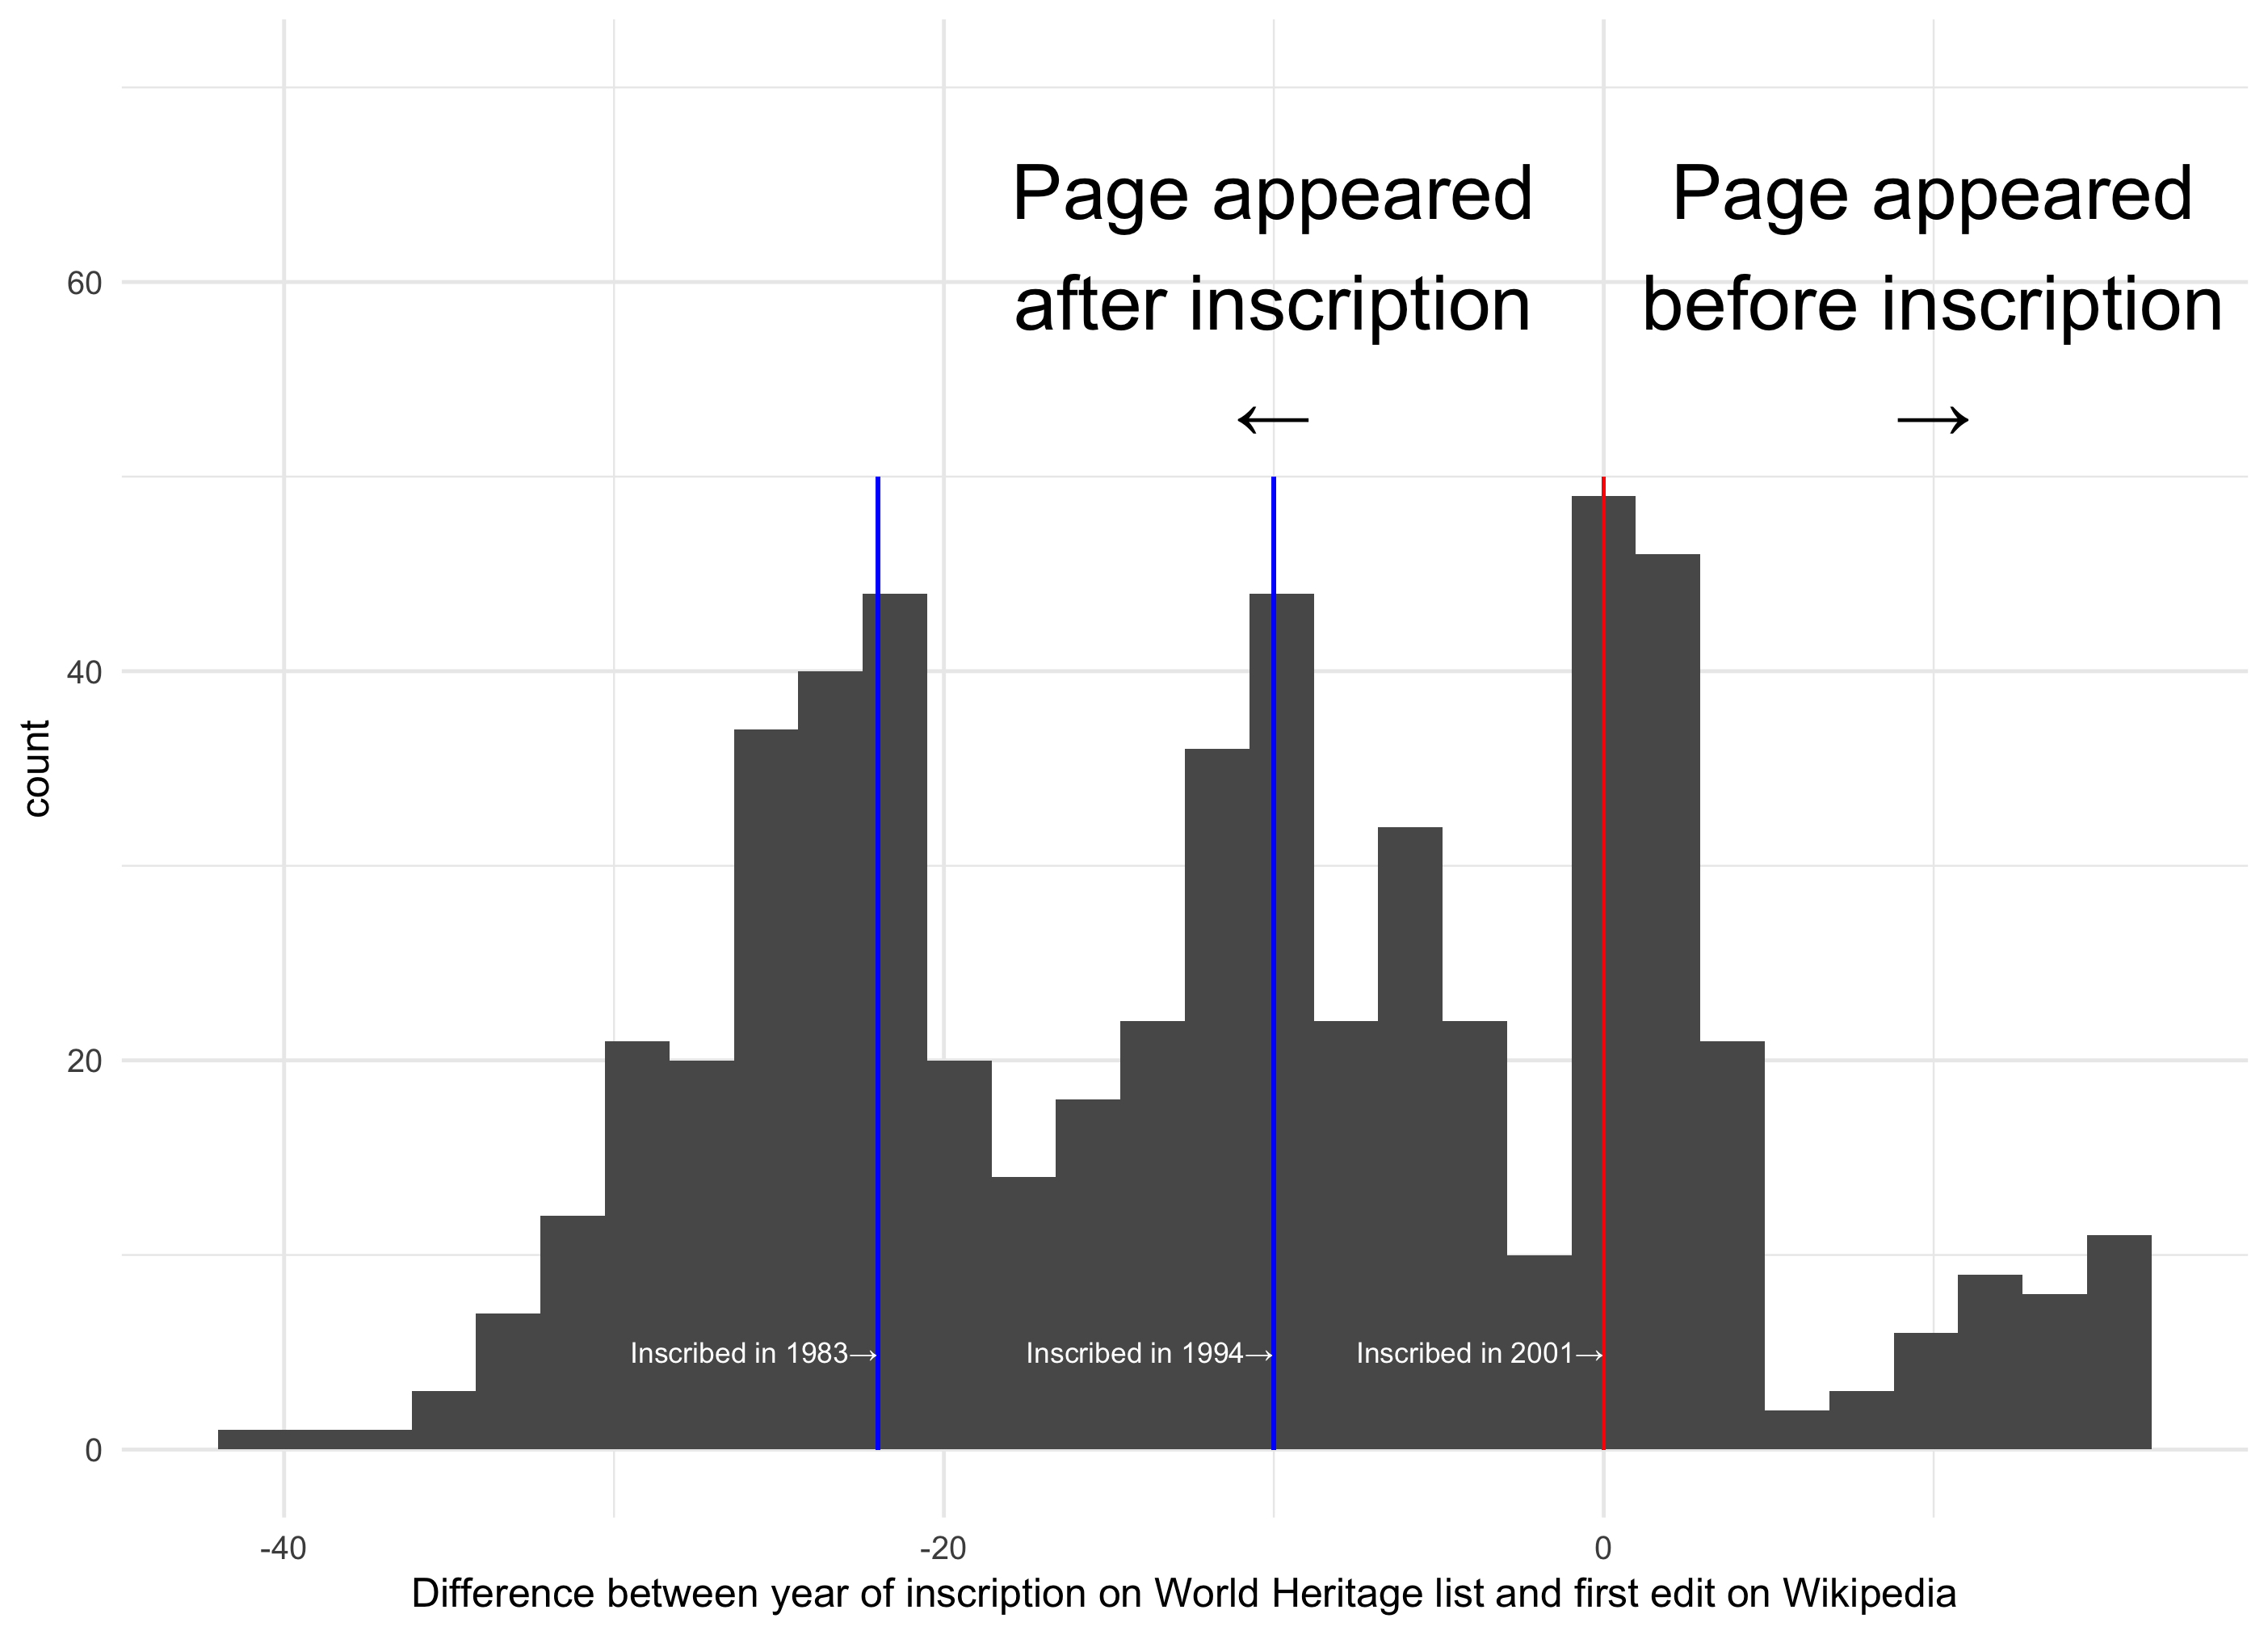 Page appeared
after inscription
←
Page appeared
before inscription
→
60
40
20
0
count
Inscribed in 1983→
Inscribed in 1994→
Inscribed in 2001→
-40
-20
0
Difference between year of inscription on World Heritage list and first edit on Wikipedia